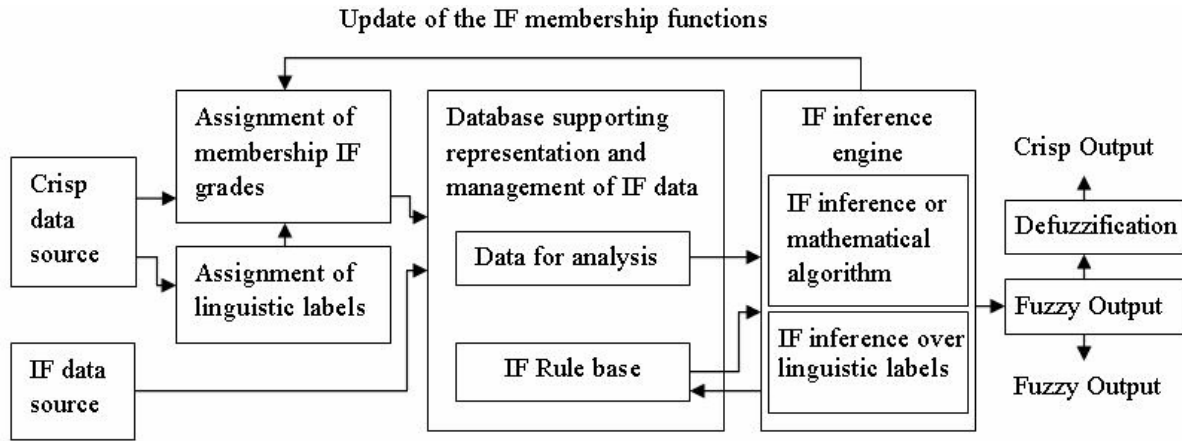 Update of the IF membership functions
Assignment of
membership IF
grades
Database supporting
representation and
management of IF data
IF inference
engine
Crisp Output
Crisp
data
source
IF inference or
mathematical
algorithm
Defuzzification
Data for analysis
Assignment of
linguistic labels
Fuzzy Output
IF data
source
IF Rule base
IF inference over
linguistic labels
Fuzzy Output